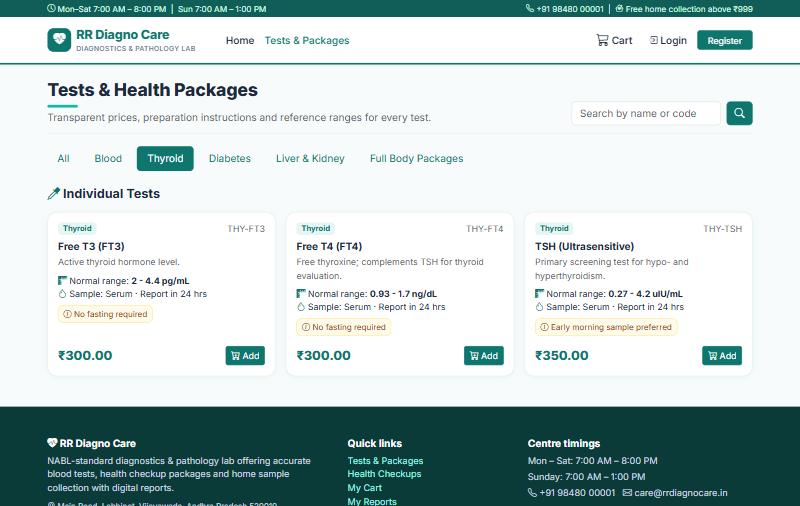 Mon-Sat 7:00 AM – 8:00 PM | Sun 7:00 AM – 1:00 PM
+91 98480 00001 | Free home collection above ₹999
RR Diagno Care
DIAGNOSTICS & PATHOLOGY LAB
Home Tests & Packages
Cart Login Register
Tests & Health Packages
Transparent prices, preparation instructions and reference ranges for every test.
Search by name or code
All Blood Thyroid Diabetes Liver & Kidney Full Body Packages
Individual Tests
Thyroid THY-FT3
Free T3 (FT3)
Active thyroid hormone level.
Normal range: 2 - 4.4 pg/mL
Sample: Serum · Report in 24 hrs
No fasting required
₹300.00 Add
Thyroid THY-FT4
Free T4 (FT4)
Free thyroxine; complements TSH for thyroid
evaluation.
Normal range: 0.93 - 1.7 ng/dL
Sample: Serum · Report in 24 hrs
No fasting required
₹300.00 Add
Thyroid THY-TSH
TSH (Ultrasensitive)
Primary screening test for hypo- and
hyperthyroidism.
Normal range: 0.27 - 4.2 uIU/mL
Sample: Serum · Report in 24 hrs
Early morning sample preferred
₹350.00 Add
RR Diagno Care
NABL-standard diagnostics & pathology lab offering accurate
blood tests, health checkup packages and home sample
collection with digital reports.
Main Road, Labbipet, Vijayawada, Andhra Pradesh 520010
Quick links
Tests & Packages
Health Checkups
My Cart
My Reports
Centre timings
Mon – Sat: 7:00 AM – 8:00 PM
Sunday: 7:00 AM – 1:00 PM
+91 98480 00001 care@rrdiagnocare.in